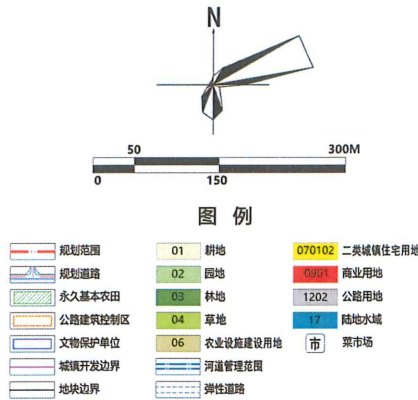 N
50 300M
0 150
图例
规划范围 01 耕地 070102 二类城镇住宅用地
规划道路 02 园地 0901 商业用地
永久基本农田 03 林地 1202 公路用地
公路建筑控制区 04 草地 17 陆地水域
文物保护单位 06 农业设施建设用地 市 菜市场
城镇开发边界 河道管理范围
地块边界 弹性道路